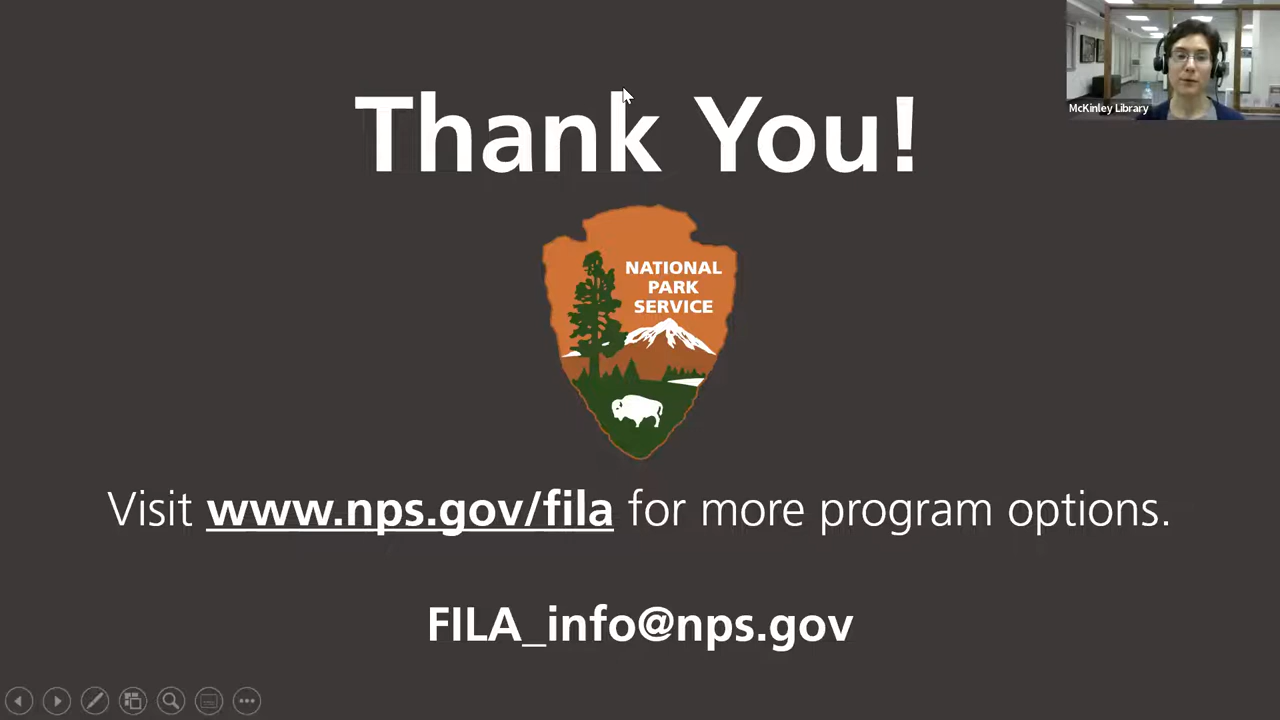 McKinley Library
Thank You!
NATIONAL
PARK
SERVICE
Visit www.nps.gov/fila for more program options.
FILA_info@nps.gov